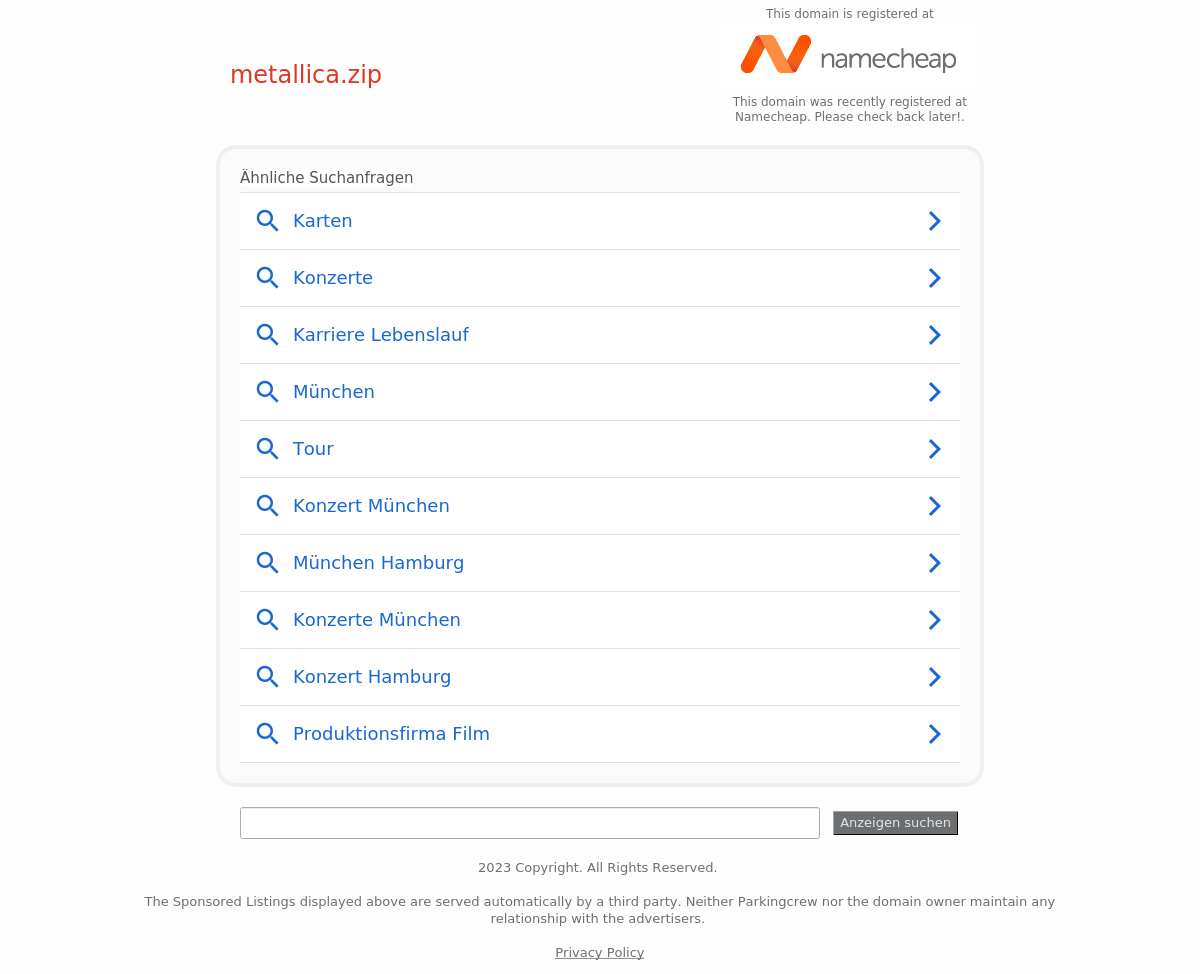 This domain is registered at
namecheap
metallica.zip
This domain was recently registered at
Namecheap. Please check back later!.
Ähnliche Suchanfragen
Karten
Konzerte
Karriere Lebenslauf
München
Tour
Konzert München
München Hamburg
Konzerte München
Konzert Hamburg
Produktionsfirma Film
Anzeigen suchen
2023 Copyright. All Rights Reserved.
The Sponsored Listings displayed above are served automatically by a third party. Neither Parkingcrew nor the domain owner maintain any
relationship with the advertisers.
Privacy Policy